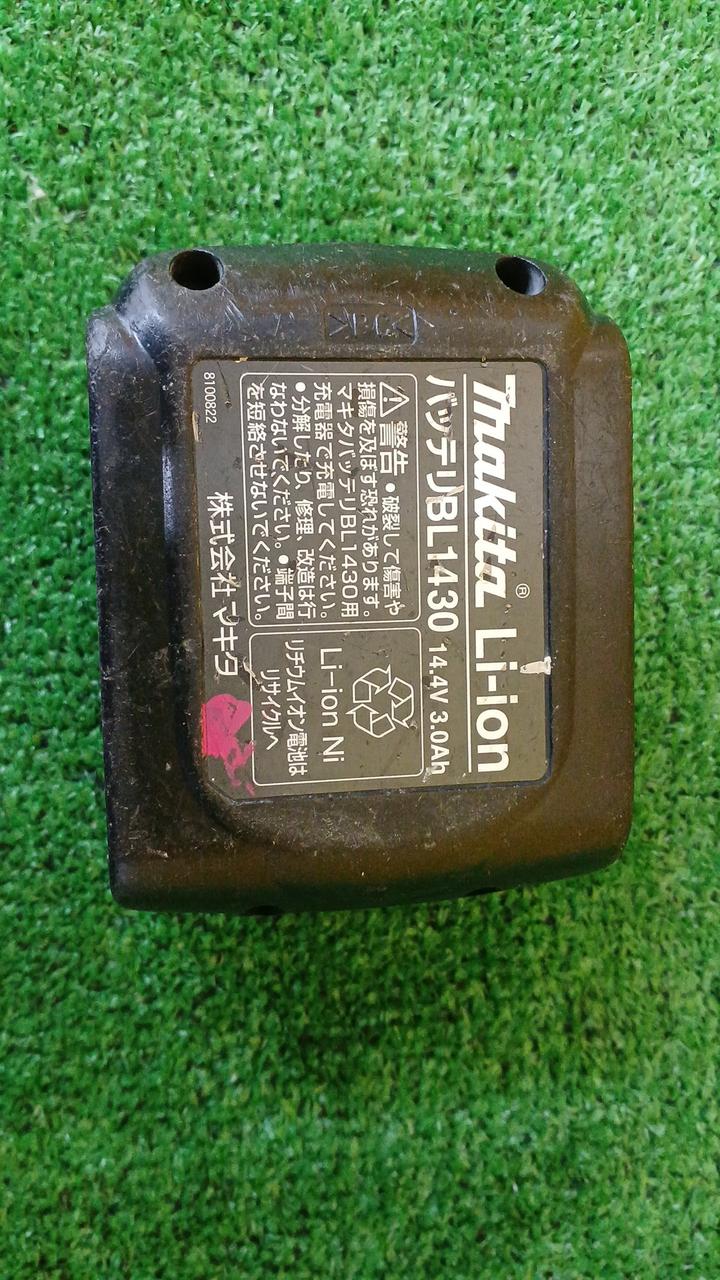 makita® Li-ion
バッテリBL1430 14.4V 3.0Ah
⚠警告 ●破裂して傷害や
損傷を及ぼす恐れがあります。
マキタバッテリBL1430用
充電器で充電してください。
●分解したり、修理、改造は行
なわないでください。●端子間
を短絡させないでください。
Li-ion Ni
リチウムイオン電池は
リサイクルへ
8100822
株式会社マキタ
>PC<